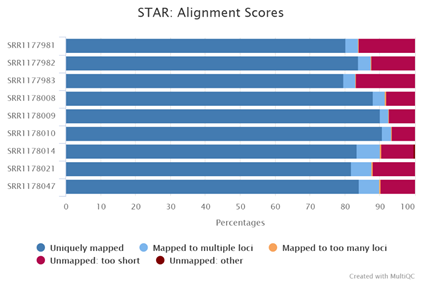 STAR: Alignment Scores
SRR1177981
SRR1177982
SRR1177983
SRR1178008
SRR1178009
SRR1178010
SRR1178014
SRR1178021
SRR1178047
0 10 20 30 40 50 60 70 80 90 100
Percentages
Uniquely mapped Mapped to multiple loci Mapped to too many loci
Unmapped: too short Unmapped: other
Created with MultiQC